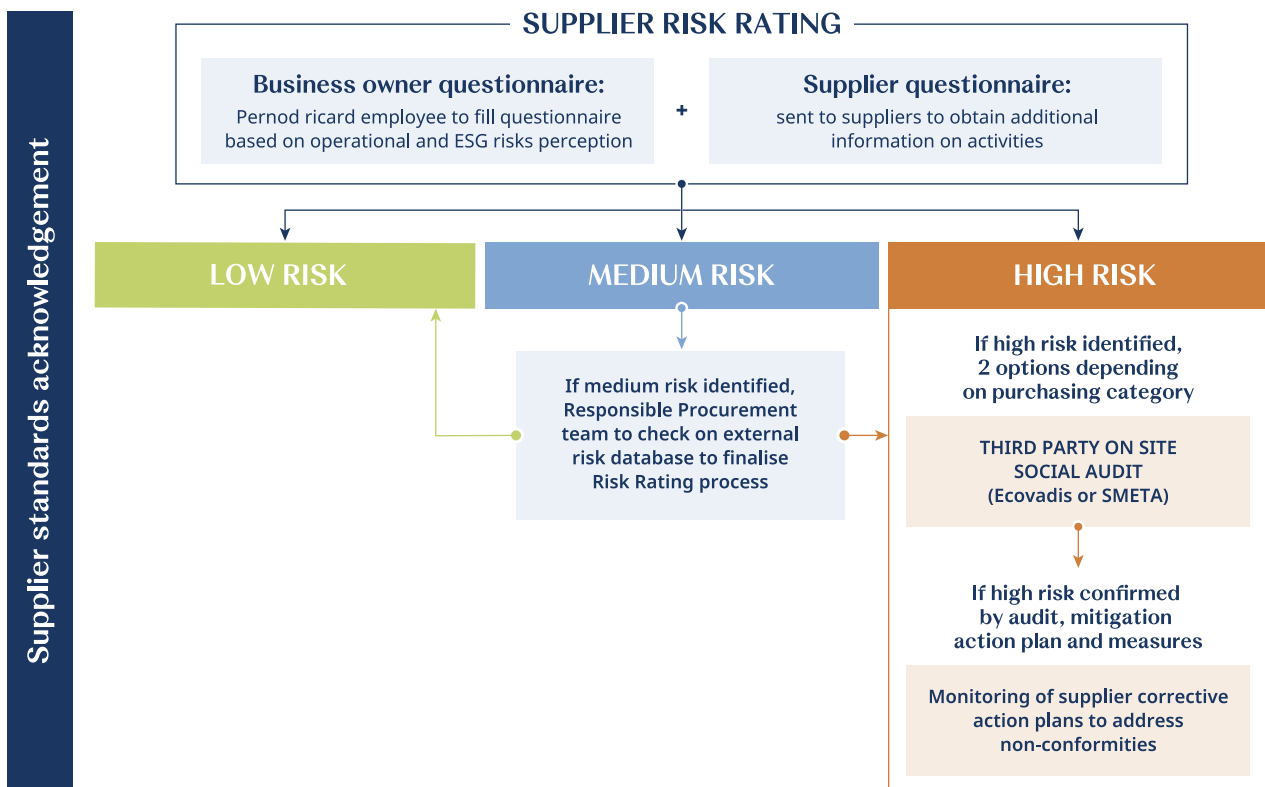 Supplier standards acknowledgement
SUPPLIER RISK RATING
Business owner questionnaire:
Pernod ricard employee to fill questionnaire
based on operational and ESG risks perception
+
Supplier questionnaire:
sent to suppliers to obtain additional
information on activities
LOW RISK
MEDIUM RISK
If medium risk identified,
Responsible Procurement
team to check on external
risk database to finalise
Risk Rating process
HIGH RISK
If high risk identified,
2 options depending
on purchasing category
THIRD PARTY ON SITE
SOCIAL AUDIT
(Ecovadis or SMETA)
If high risk confirmed
by audit, mitigation
action plan and measures
Monitoring of supplier corrective
action plans to address
non-conformities